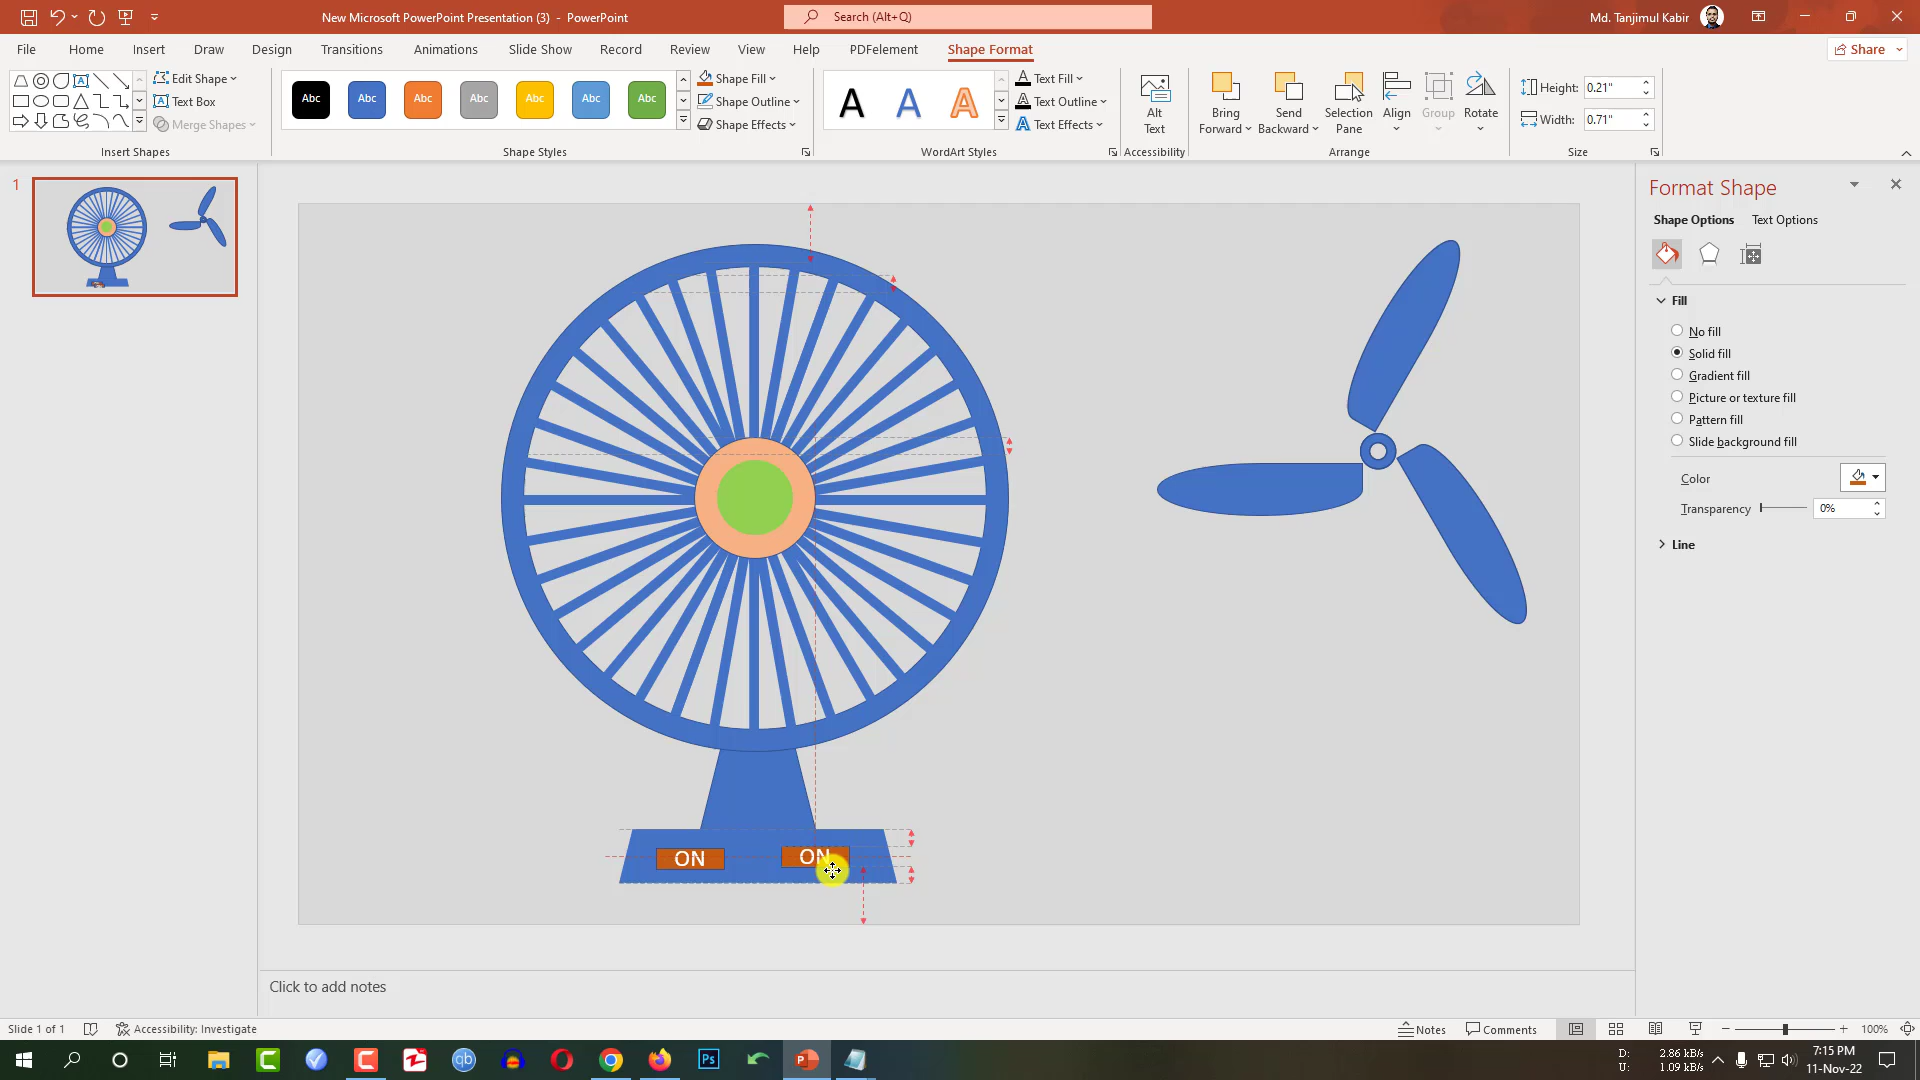 New Microsoft PowerPoint Presentation (3) - PowerPoint
Search (Alt+Q)
Md. Tanjimul Kabir
File Home Insert Draw Design Transitions Animations Slide Show Record Review View Help PDFelement Shape Format
Share
Edit Shape
Text Box
Merge Shapes
Insert Shapes
Abc Abc Abc Abc Abc Abc Abc
Shape Fill
Shape Outline
Shape Effects
Shape Styles
A A A
Text Fill
Text Outline
Text Effects
WordArt Styles
Alt
Text
Accessibility
Bring
Forward
Send
Backward
Selection
Pane
Align
Group
Rotate
Arrange
Height: 0.21"
Width: 0.71"
Size
1
ON
ON
Format Shape
Shape Options Text Options
Fill
No fill
Solid fill
Gradient fill
Picture or texture fill
Pattern fill
Slide background fill
Color
Transparency 0%
Line
Click to add notes
Slide 1 of 1
Accessibility: Investigate
Notes
Comments
100%
qb
Ps
D: 2.86 kB/s
U: 1.09 kB/s
7:15 PM
11-Nov-22